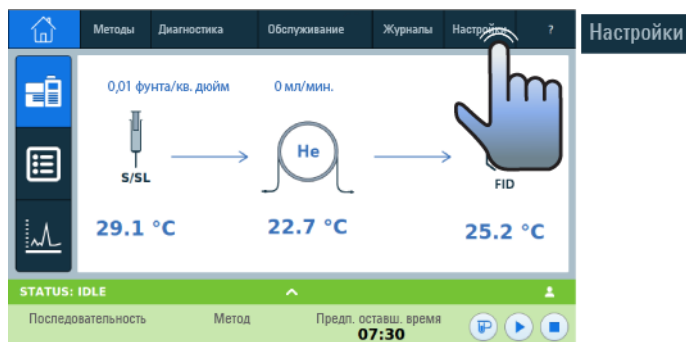 Методы Диагностика Обслуживание Журналы Настройки ?
Настройки
0,01 фунта/кв. дюйм 0 мл/мин.
He
S/SL
FID
29.1 °C 22.7 °C 25.2 °C
STATUS: IDLE
Последовательность Метод Предп. оставш. время
07:30